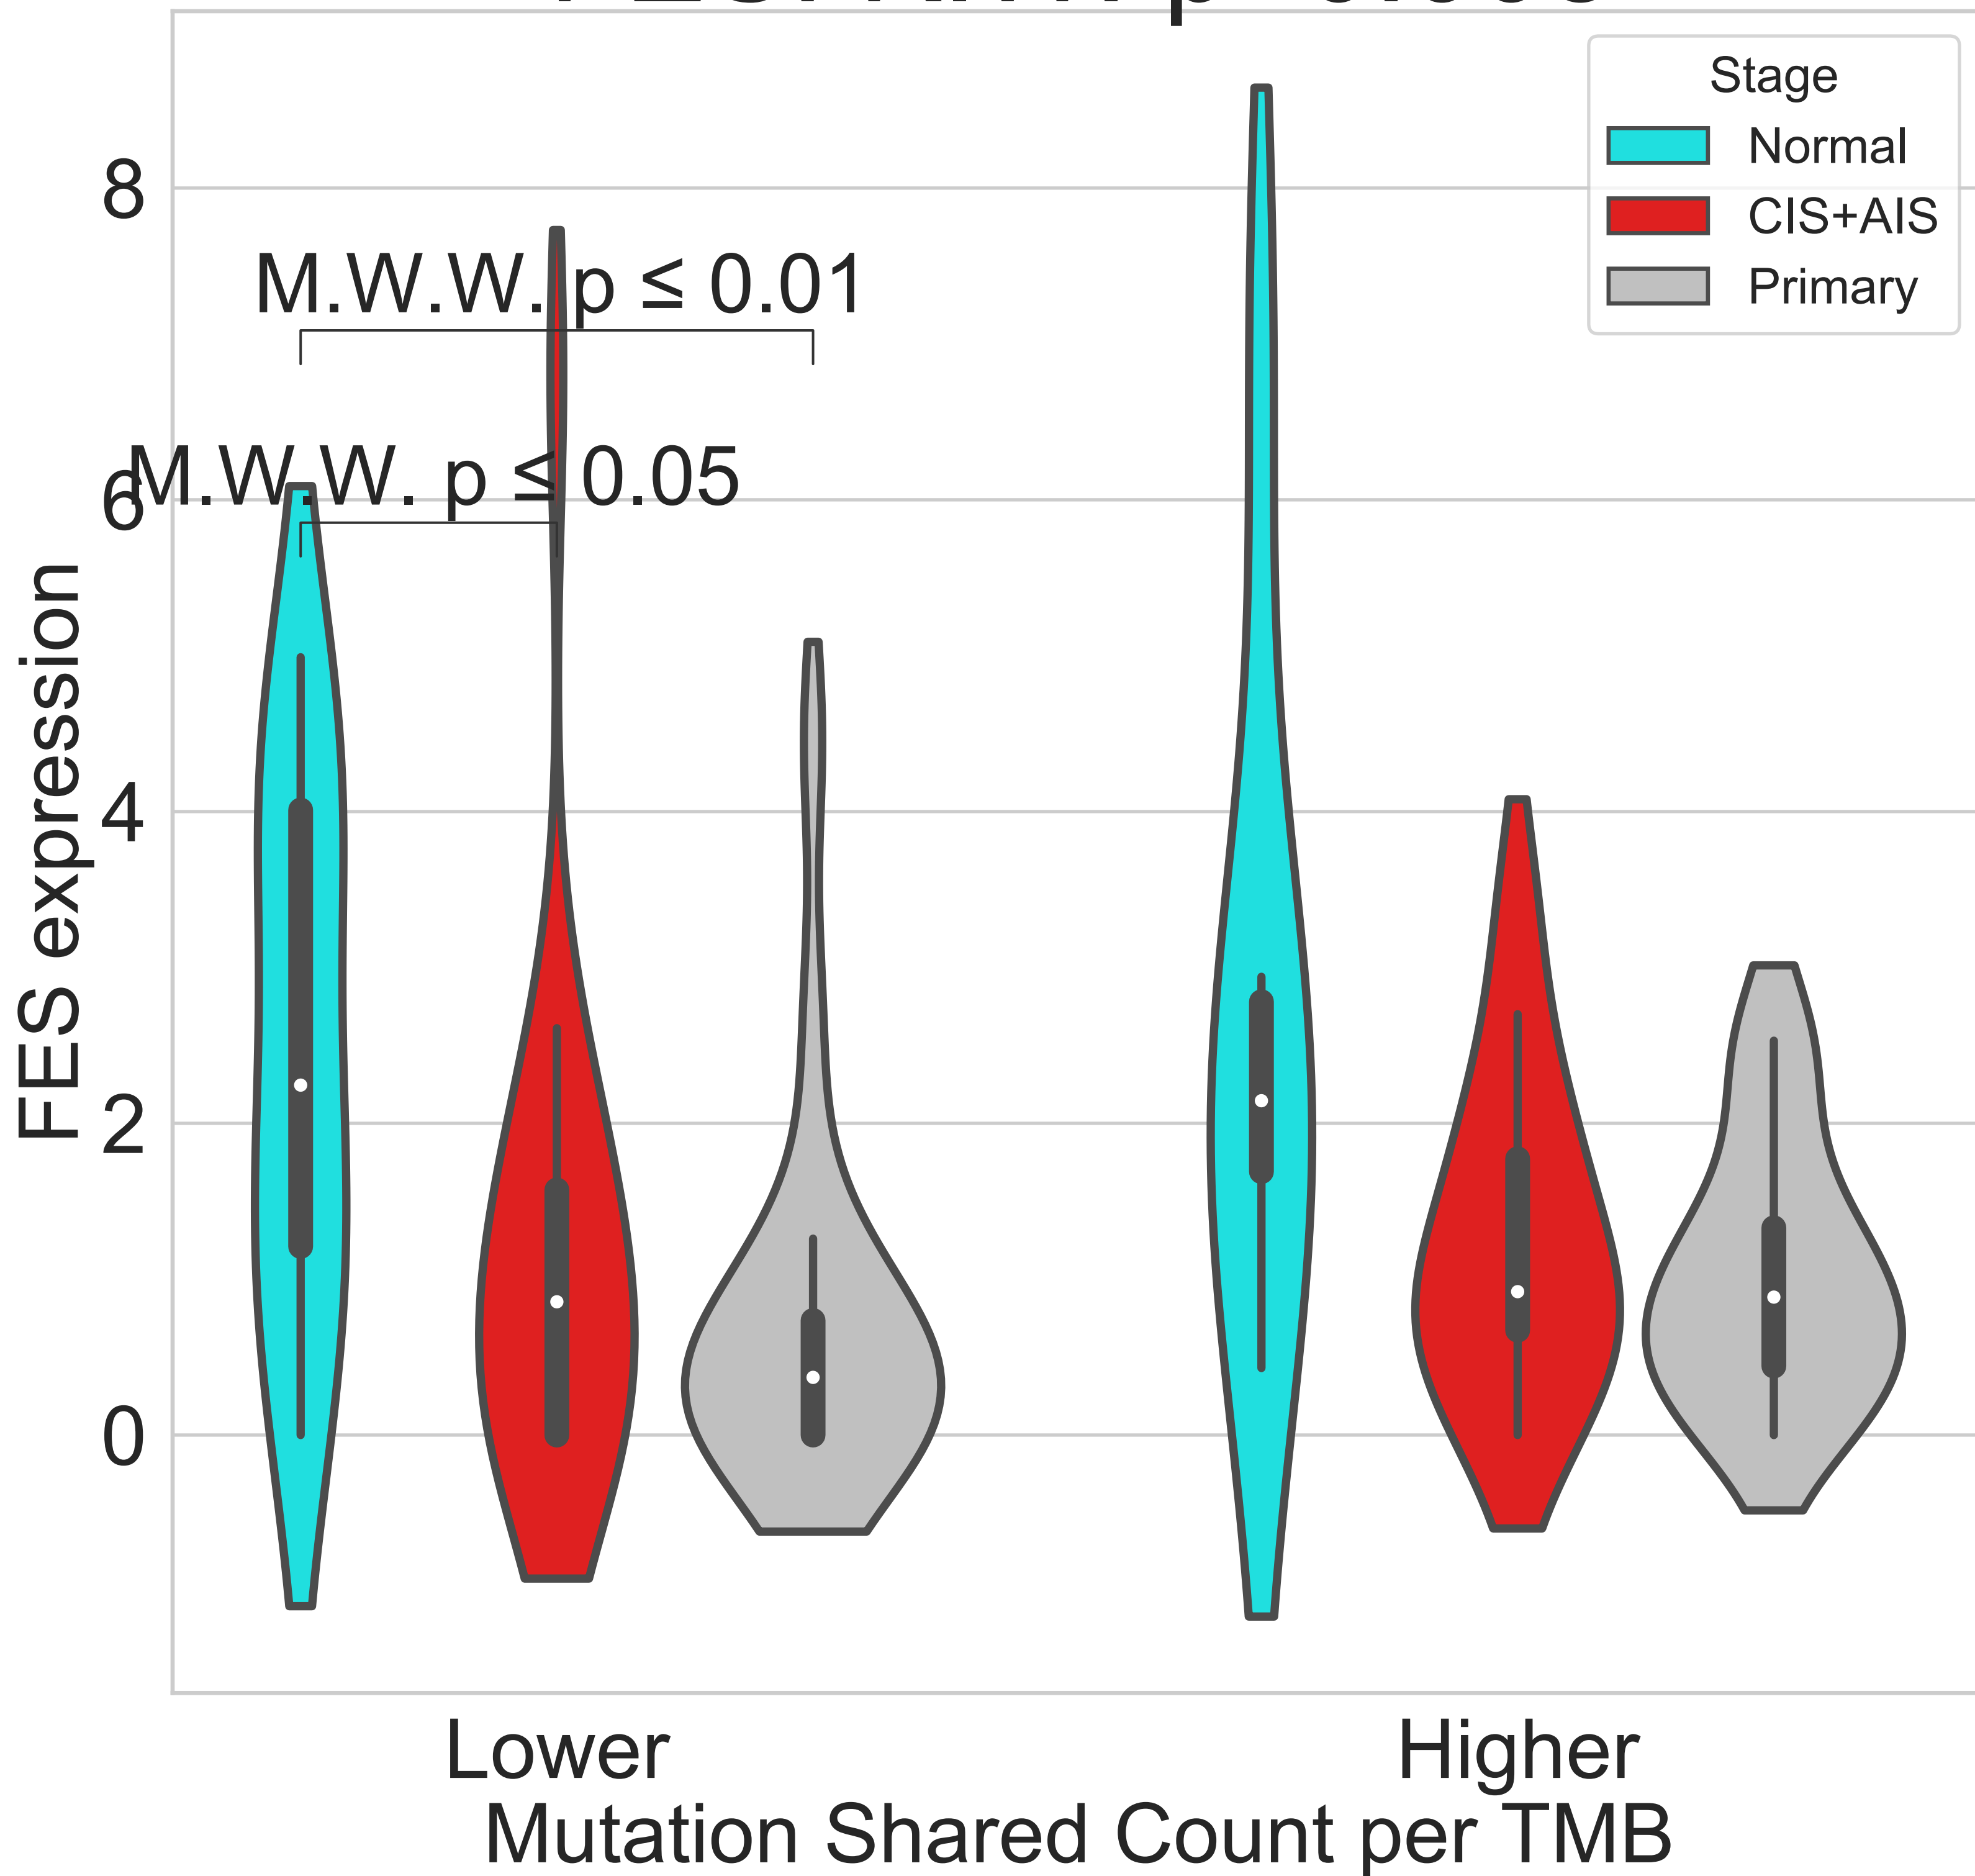 Stage
Normal
CIS+AIS
Primary
8
M.W.W. p ≤ 0.01
M.W.W. p ≤ 0.05
6
4
2
0
FES expression
Lower
Higher
Mutation Shared Count per TMB